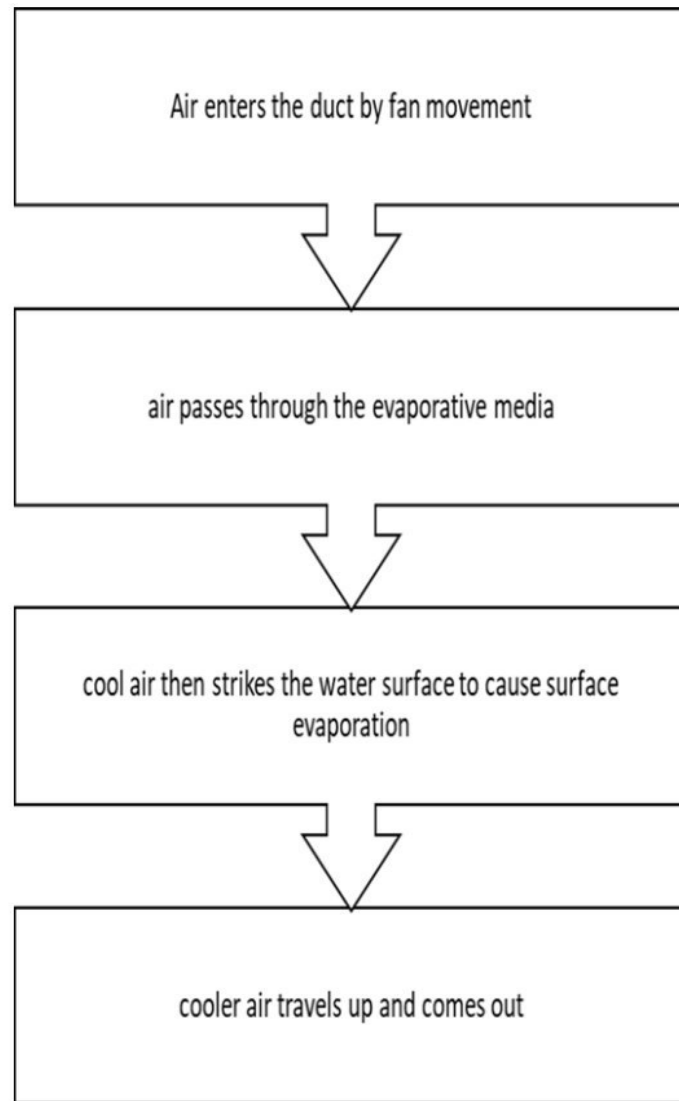 Air enters the duct by fan movement
air passes through the evaporative media
cool air then strikes the water surface to cause surface
evaporation
cooler air travels up and comes out